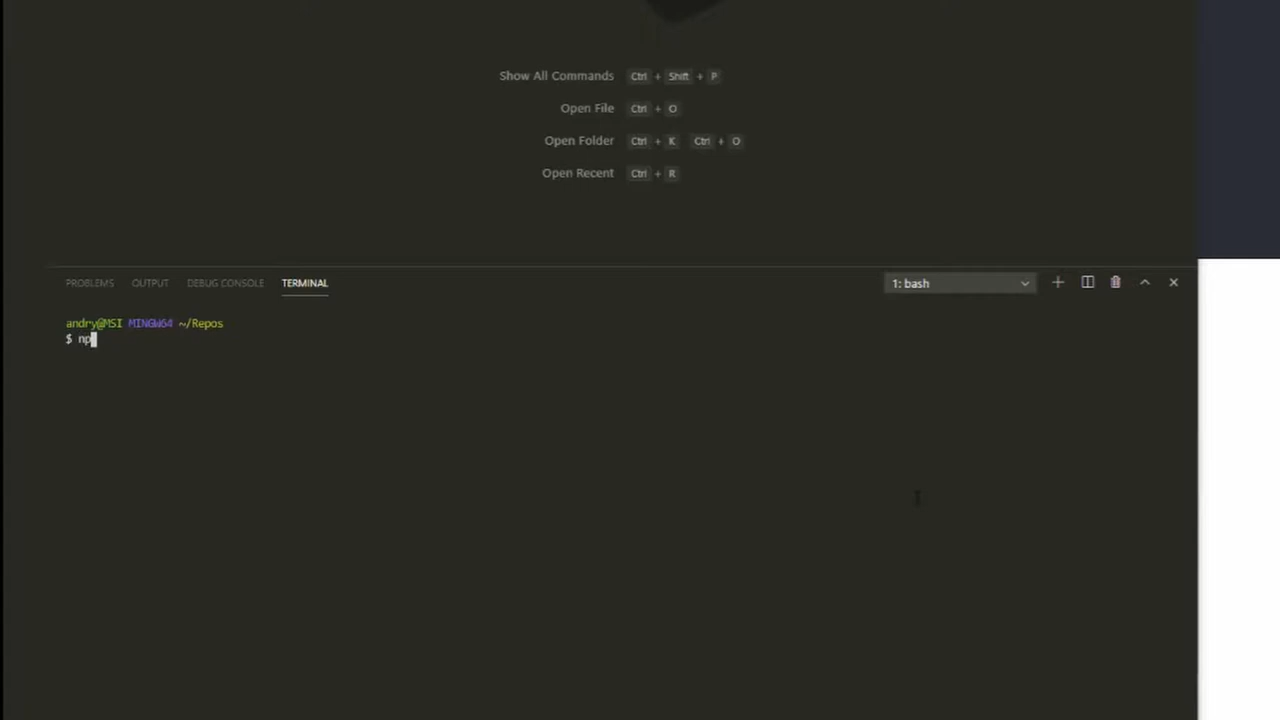 Show All Commands Ctrl + Shift + P
Open File Ctrl + O
Open Folder Ctrl + K Ctrl + O
Open Recent Ctrl + R
PROBLEMS OUTPUT DEBUG CONSOLE TERMINAL 1: bash
andry@MSI MINGW64 ~/Repos
$ np